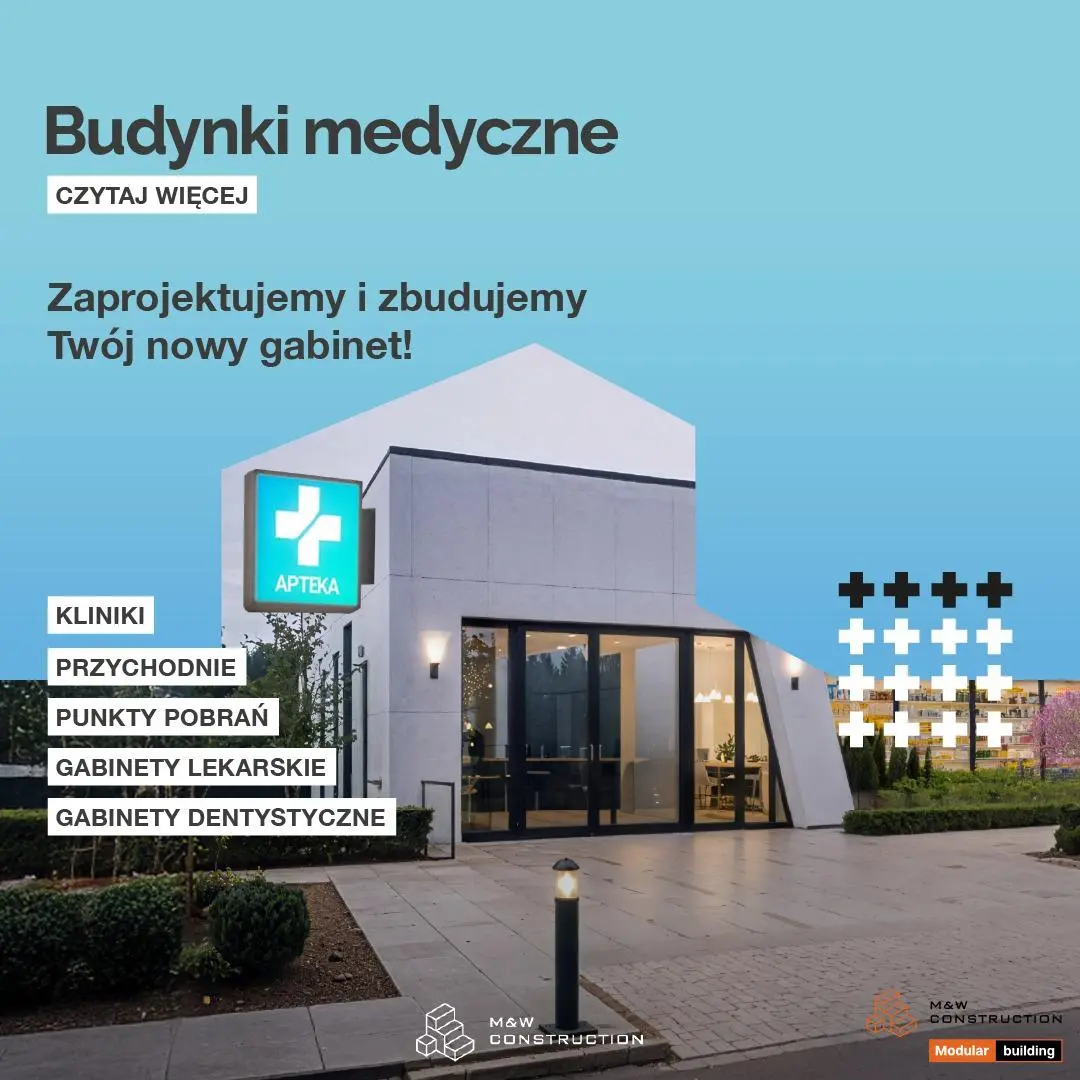 Budynki medyczne
CZYTAJ WIĘCEJ
Zaprojektujemy i zbudujemy
Twój nowy gabinet!
APTEKA
KLINIKI
PRZYCHODNIE
PUNKTY POBRAŃ
GABINETY LEKARSKIE
GABINETY DENTYSTYCZNE
M&W
CONSTRUCTION
M&W
CONSTRUCTION
Modular building